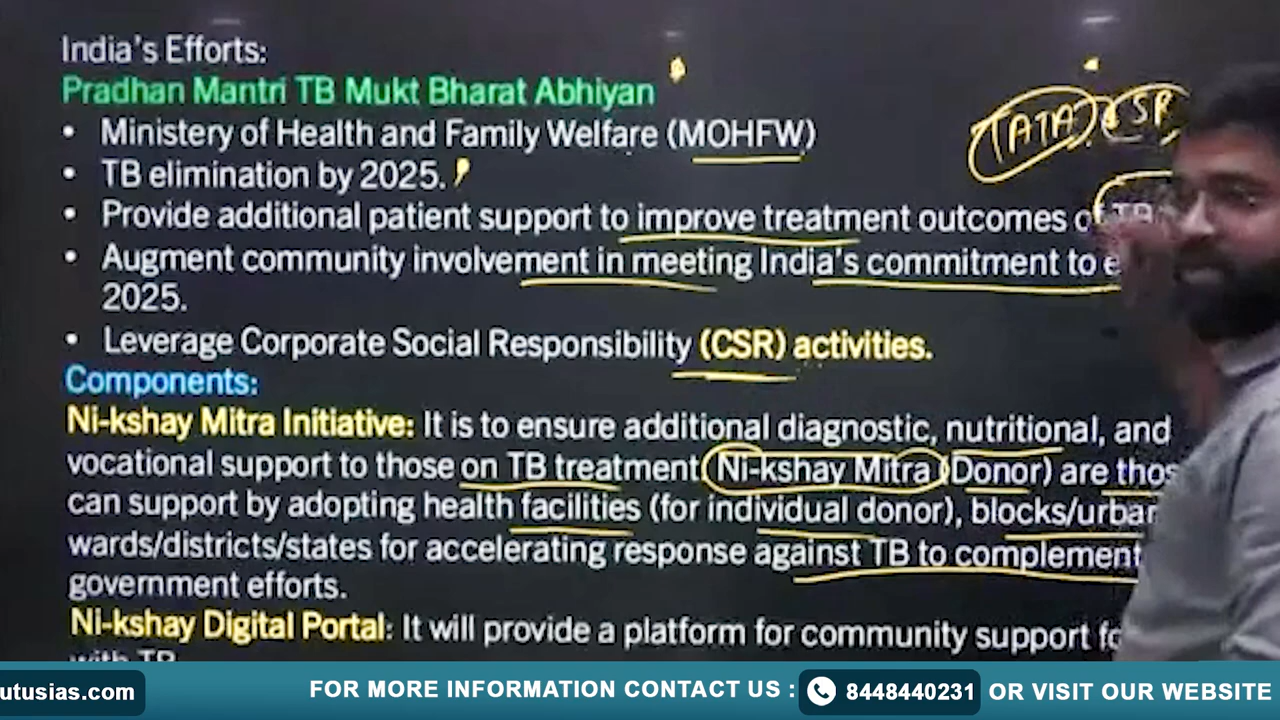 India's Efforts:
Pradhan Mantri TB Mukt Bharat Abhiyan
• Ministery of Health and Family Welfare (MOHFW)
TATA CSR
• TB elimination by 2025.
• Provide additional patient support to improve treatment outcomes
• Augment community involvement in meeting India's commitment to
2025.
• Leverage Corporate Social Responsibility (CSR) activities.
Components:
Ni-kshay Mitra Initiative: It is to ensure additional diagnostic, nutritional, and
vocational support to those on TB treatment Ni-kshay Mitra (Donor) are
can support by adopting health facilities (for individual donor), blocks/urban
wards/districts/states for accelerating response against TB to complement
government efforts.
Ni-kshay Digital Portal: It will provide a platform for community support
with TB
utusias.com FOR MORE INFORMATION CONTACT US : 8448440231 OR VISIT OUR WEBSITE